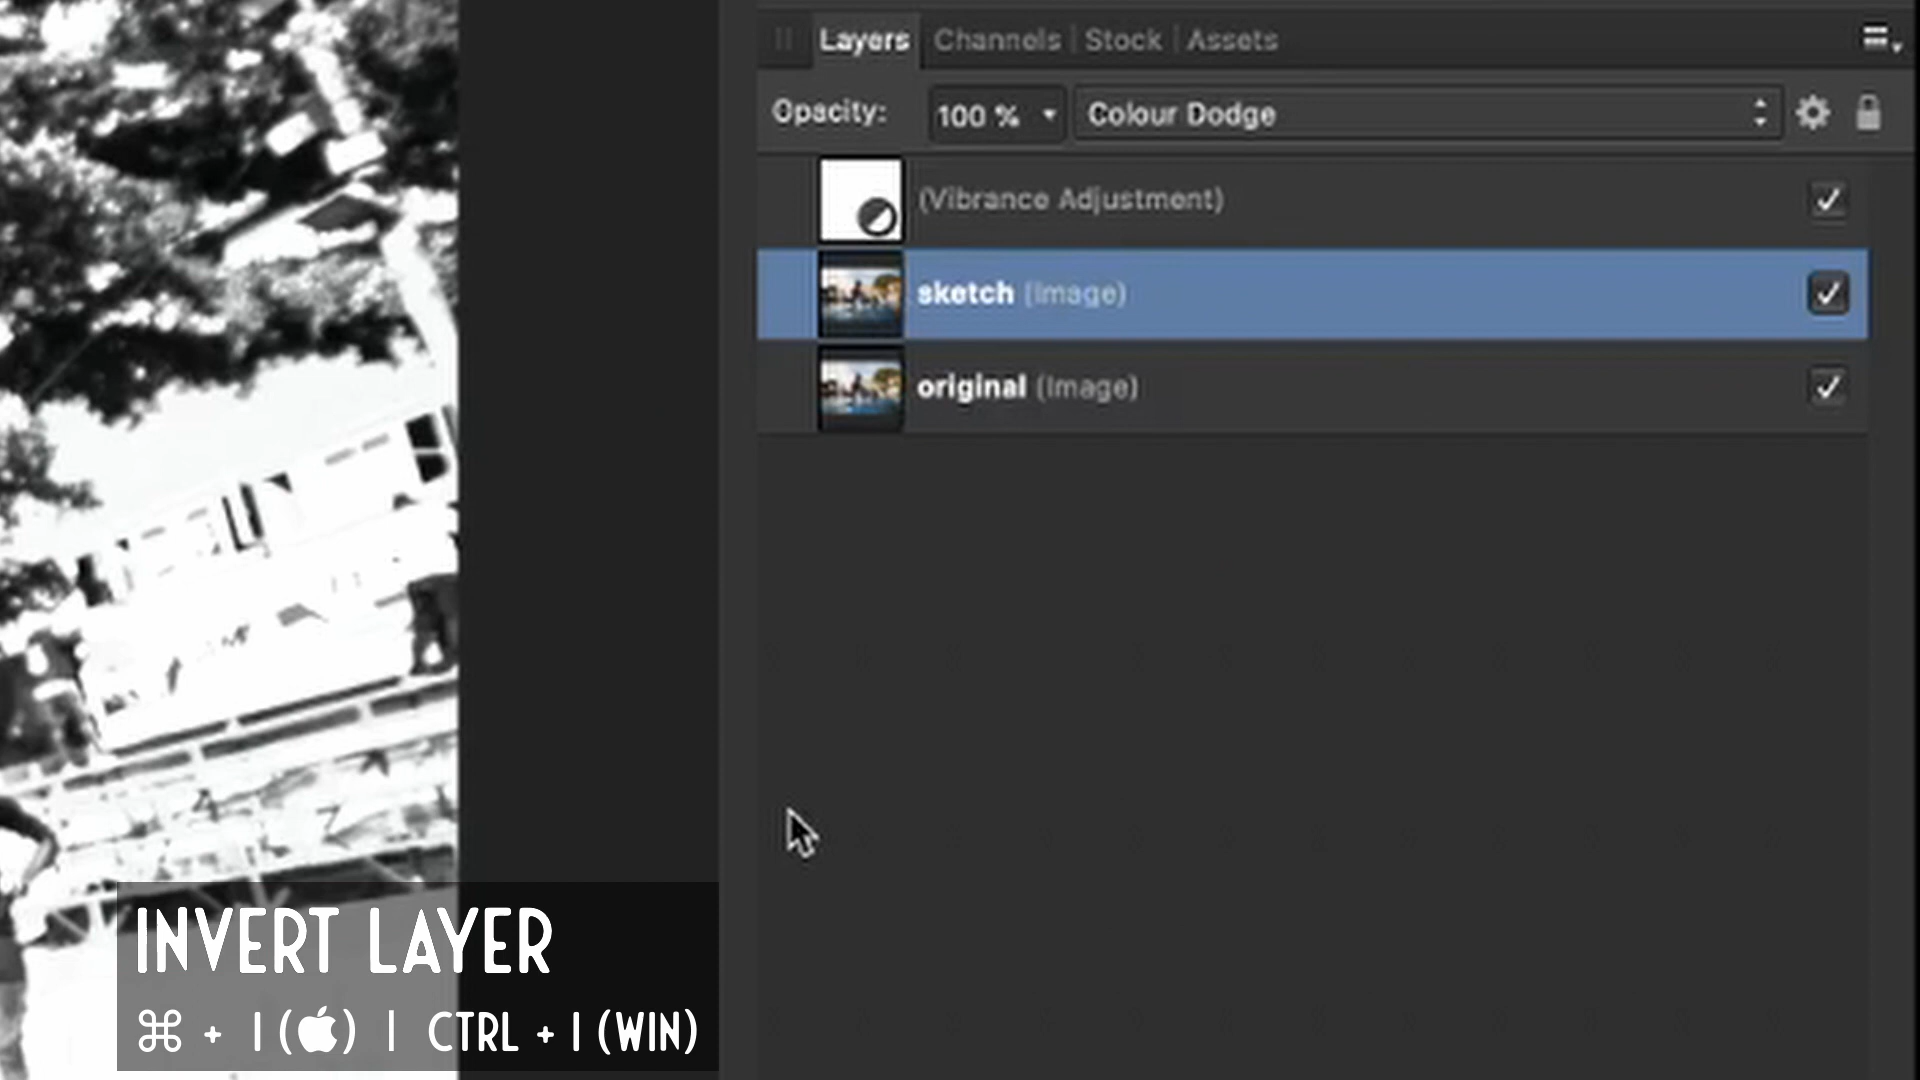 Layers Channels | Stock | Assets
Opacity: 100 % Colour Dodge
(Vibrance Adjustment)
sketch (Image)
original (Image)
INVERT LAYER
⌘ + I () | CTRL + I (WIN)